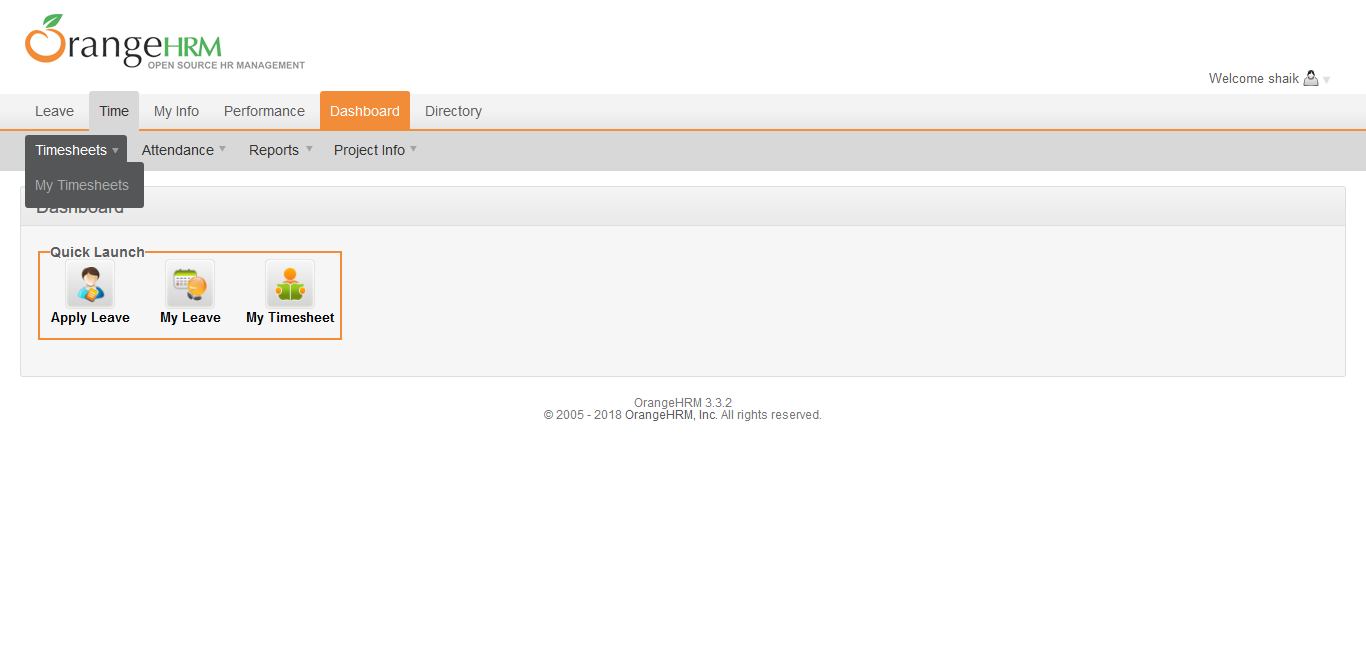 OrangeHRM
OPEN SOURCE HR MANAGEMENT
Welcome shaik
Leave Time My Info Performance Dashboard Directory
Timesheets Attendance Reports Project Info
My Timesheets
Dashboard
Quick Launch
Apply Leave My Leave My Timesheet
OrangeHRM 3.3.2
© 2005 - 2018 OrangeHRM, Inc. All rights reserved.